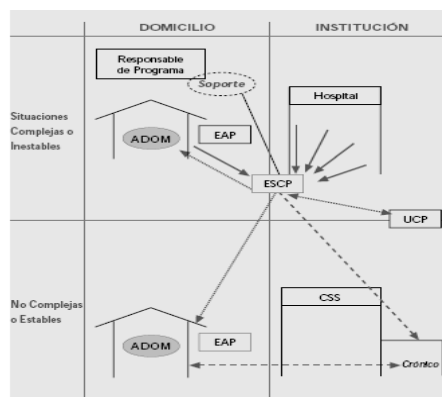 DOMICILIO
INSTITUCIÓN
Responsable
de Programa
Soporte
Hospital
Situaciones
Complejas o
Inestables
ADOM
EAP
ESCP
UCP
No Complejas
o Estables
CSS
ADOM
EAP
Crónico